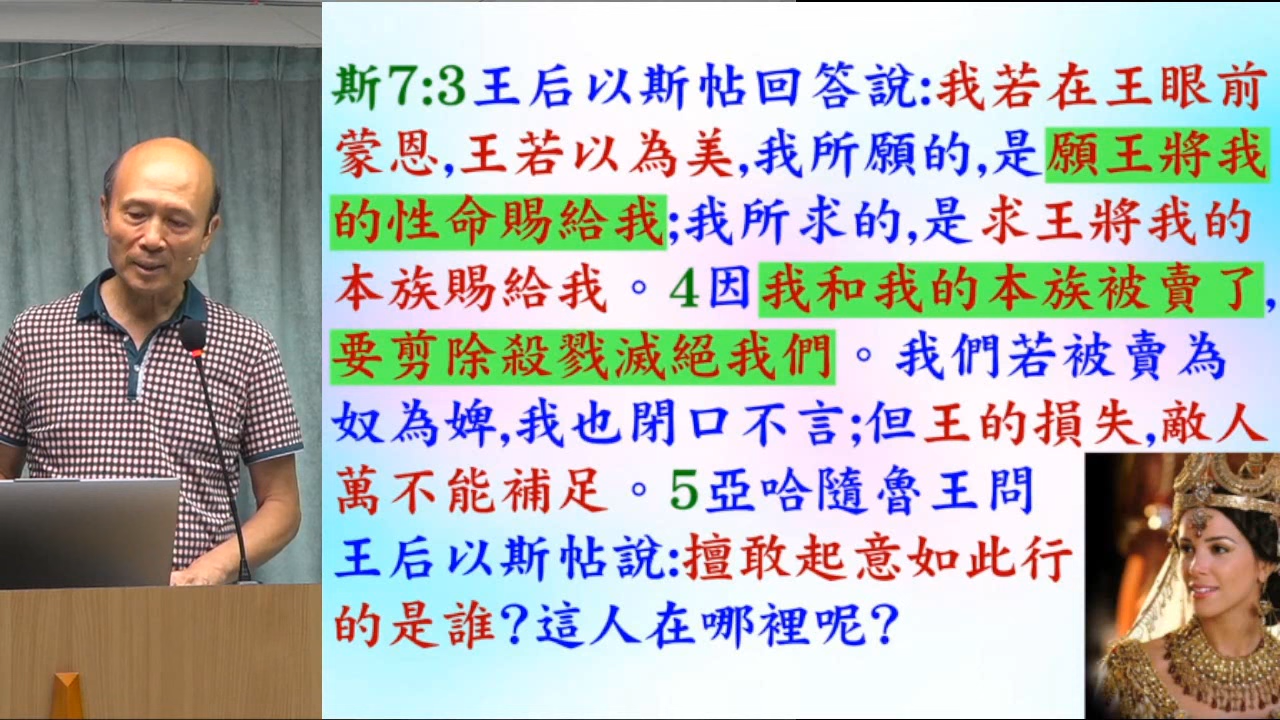 斯7:3王后以斯帖回答說:我若在王眼前
蒙恩,王若以為美,我所願的,是願王將我
的性命賜給我;我所求的,是求王將我的
本族賜給我。4因我和我的本族被賣了,
要剪除殺戮滅絕我們。我們若被賣為
奴為婢,我也閉口不言;但王的損失,敵人
萬不能補足。5亞哈隨魯王問
王后以斯帖說:擅敢起意如此行
的是誰?這人在哪裡呢?